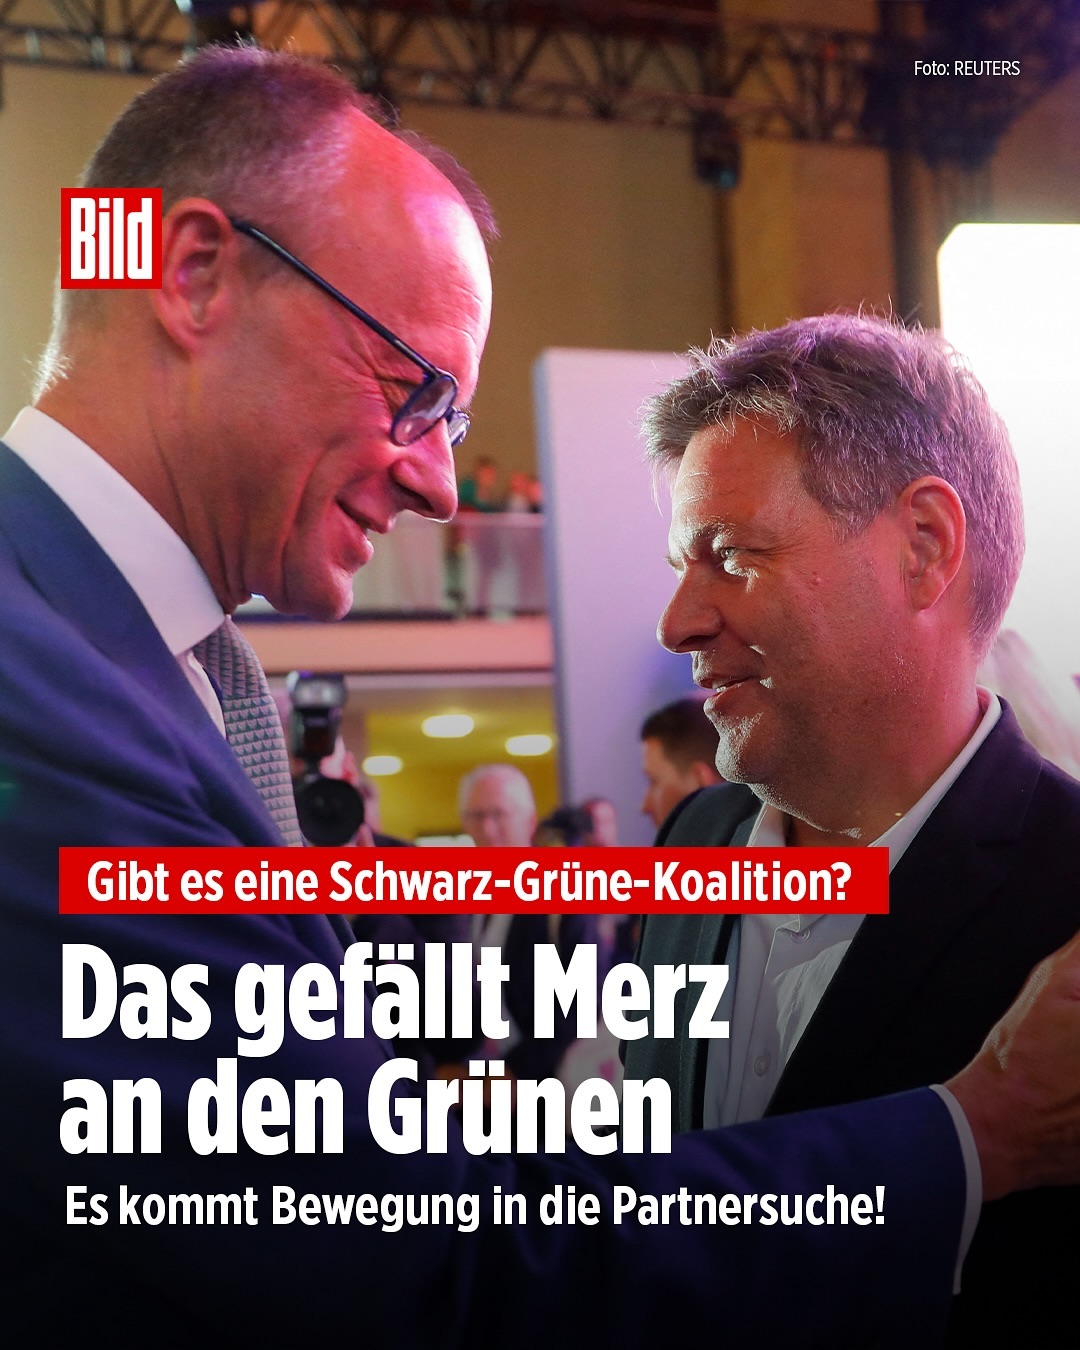 Foto: REUTERS
Bild
Gibt es eine Schwarz-Grüne-Koalition?
Das gefällt Merz
an den Grünen
Es kommt Bewegung in die Partnersuche!